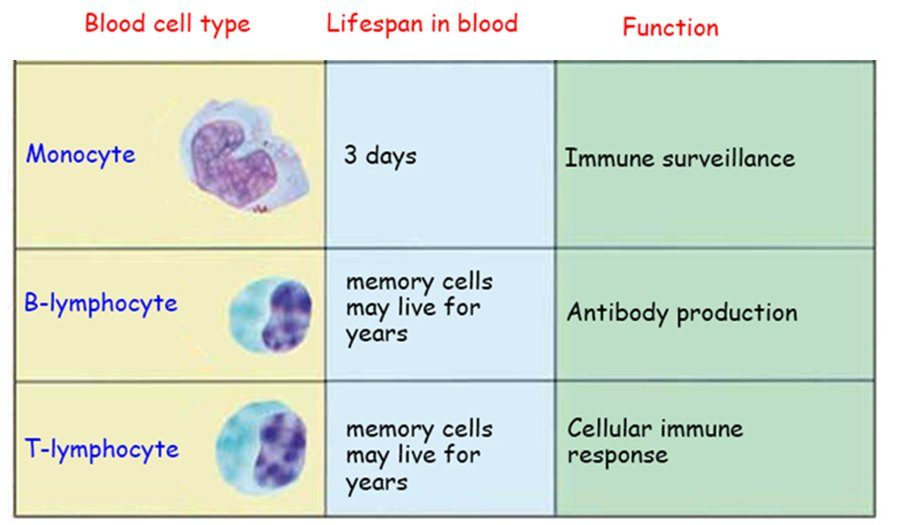 Blood cell type
Lifespan in blood
Function
Monocyte
3 days
Immune surveillance
B-lymphocyte
memory cells
may live for
years
Antibody production
T-lymphocyte
memory cells
may live for
years
Cellular immune
response